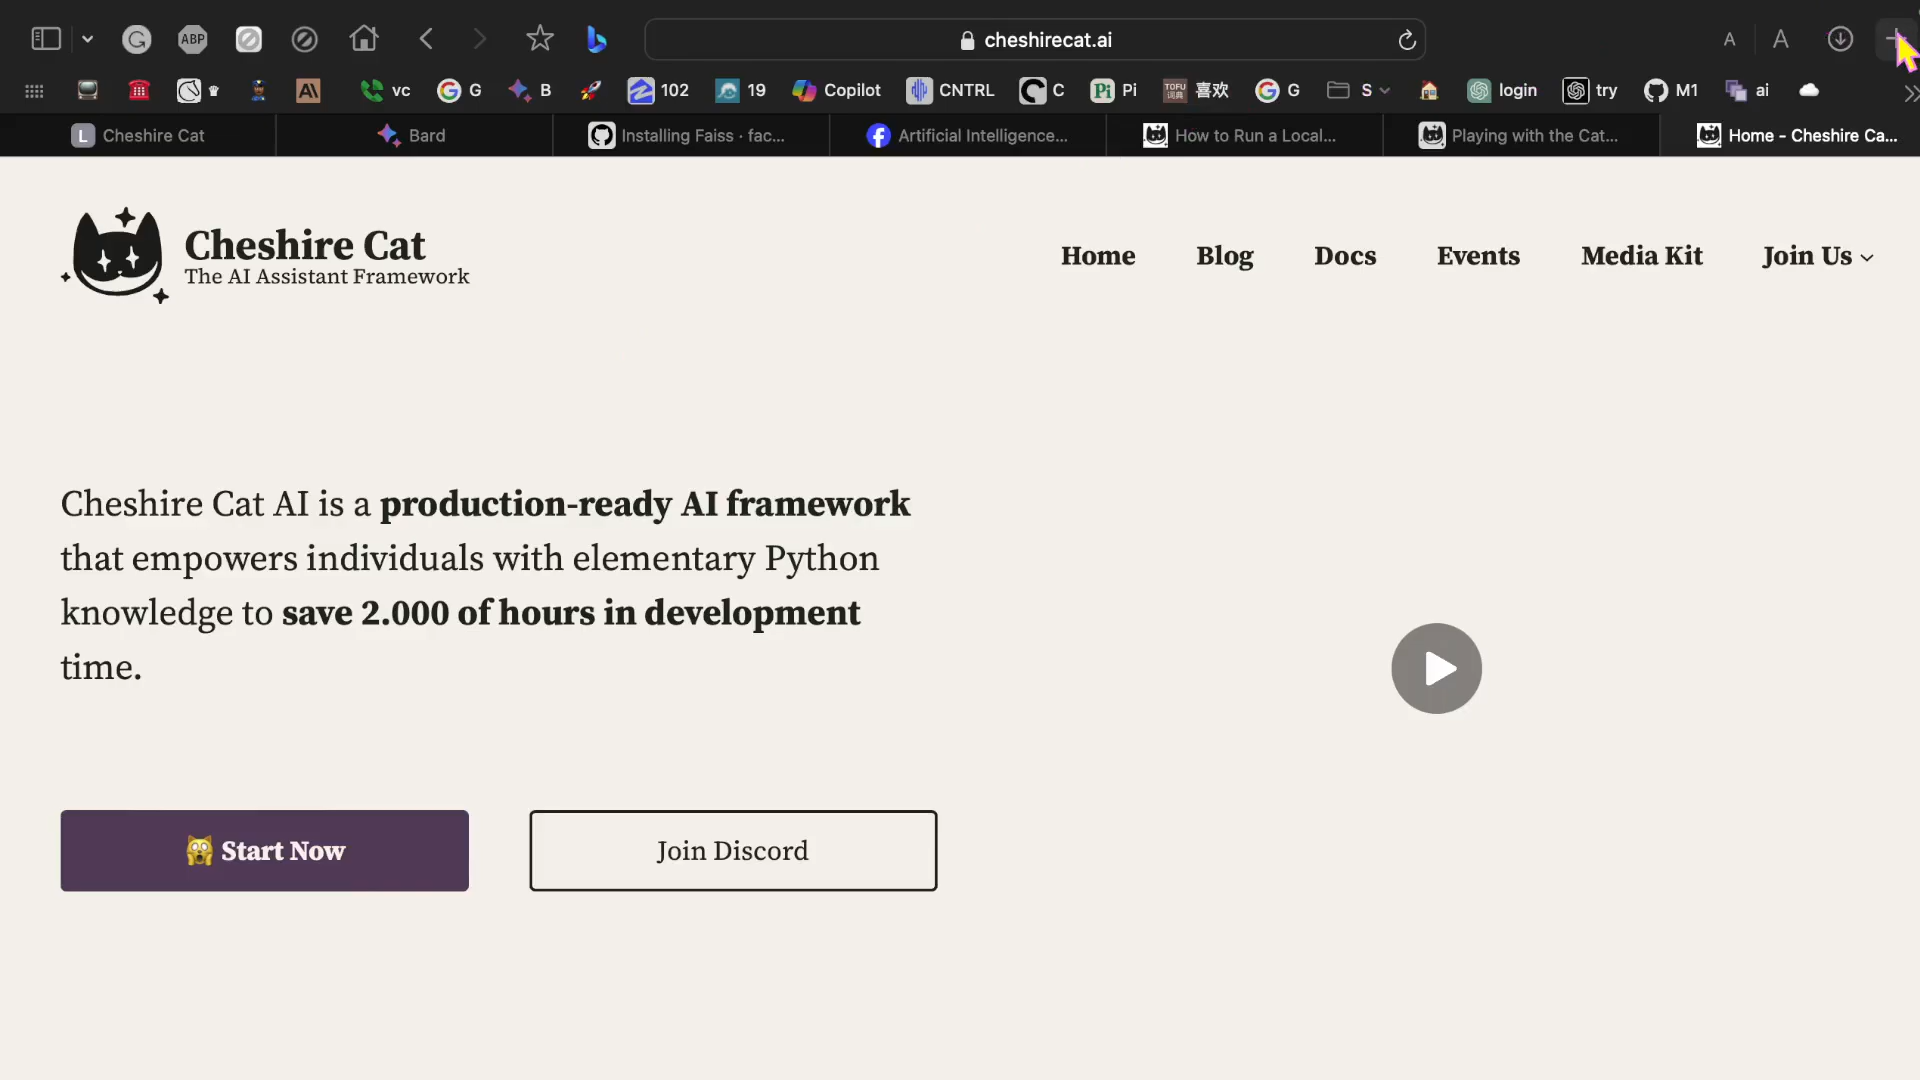 ABP
cheshirecat.ai
A A
vc G B 102 19 Copilot CNTRL C Pi 喜欢 G S login try M1 ai
L Cheshire Cat
Bard
Installing Faiss · fac...
Artificial Intelligence...
How to Run a Local...
Playing with the Cat...
Home - Cheshire Ca...
Cheshire Cat
The AI Assistant Framework
Home Blog Docs Events Media Kit Join Us
Cheshire Cat AI is a production-ready AI framework
that empowers individuals with elementary Python
knowledge to save 2.000 of hours in development
time.
Start Now
Join Discord